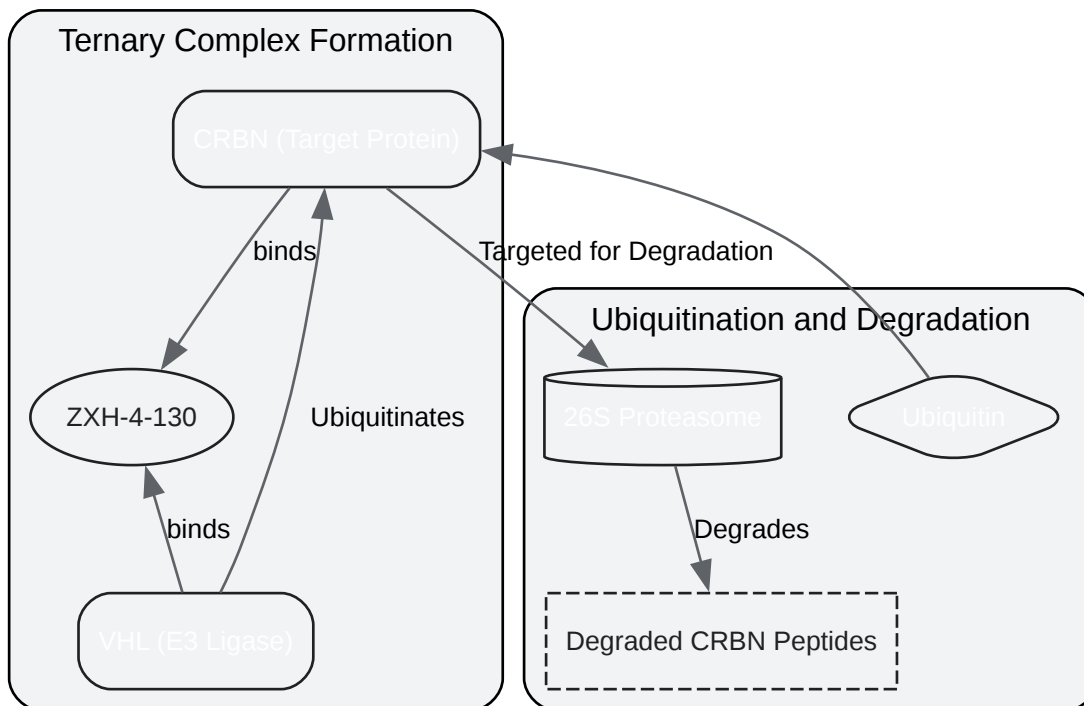 Ternary Complex Formation
CRBN (Target Protein)
binds
Targeted for Degradation
Ubiquitination and Degradation
ZXH-4-130
Ubiquitinates
26S Proteasome
Ubiquitin
binds
Degrades
VHL (E3 Ligase)
Degraded CRBN Peptides